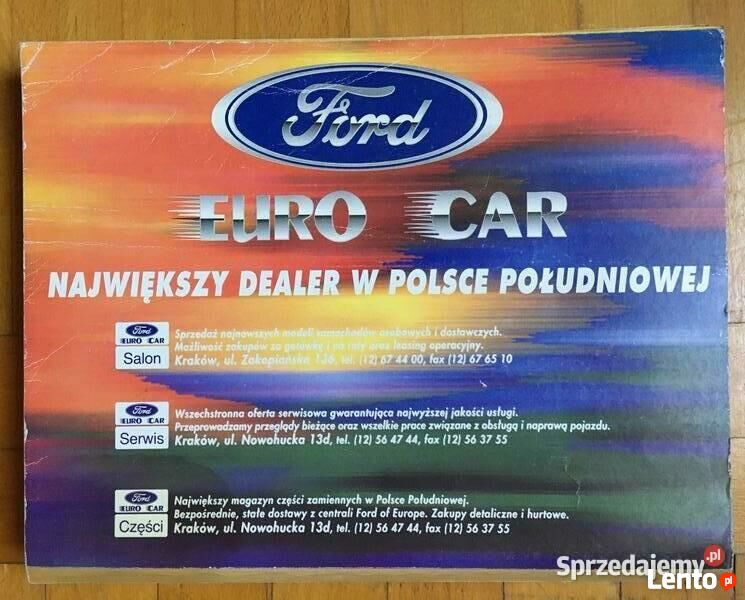 Ford
EURO CAR
NAJWIĘKSZY DEALER W POLSCE POŁUDNIOWEJ
Ford
EURO CAR
Salon
Sprzedaż najnowszych modeli samochodów osobowych i dostawczych.
Możliwość zakupów za gotówkę i na raty oraz leasing operacyjny.
Kraków, ul. Zakopiańska 136, tel. (12) 67 44 00, fax (12) 67 65 10
Ford
EURO CAR
Serwis
Wszechstronna oferta serwisowa gwarantująca najwyższej jakości usługi.
Przeprowadzamy przeglądy bieżące oraz wszelkie prace związane z obsługą i naprawą pojazdu.
Kraków, ul. Nowohucka 13d, tel. (12) 56 47 44, fax (12) 56 37 55
Ford
EURO CAR
Części
Największy magazyn części zamiennych w Polsce Południowej.
Bezpośrednie, stałe dostawy z centrali Ford of Europe. Zakupy detaliczne i hurtowe.
Kraków, ul. Nowohucka 13d, tel. (12) 56 47 44, fax (12) 56 37 55
Sprzedajemy.pl
Lento.pl